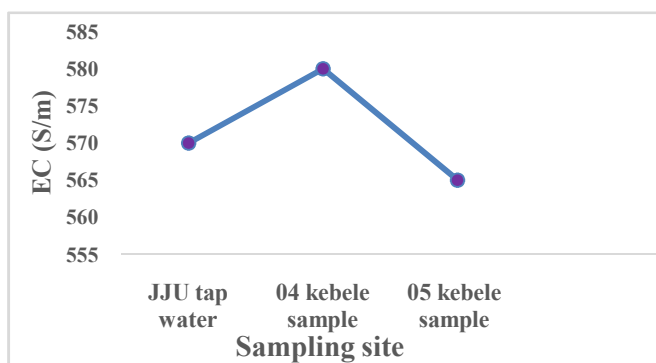 585
580
575
570
565
560
555
EC (S/m)
JJU tap
water
04 kebele
sample
05 kebele
sample
Sampling site